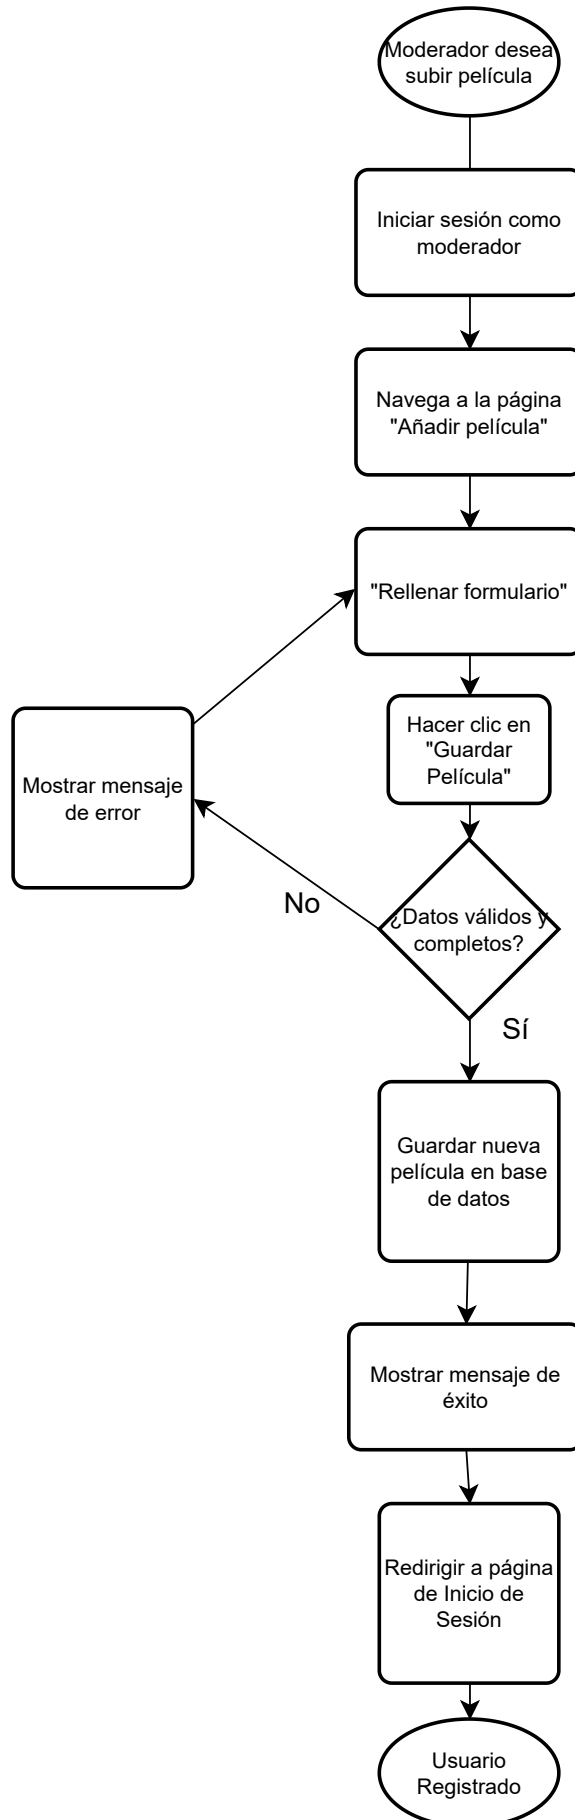 Moderador desea
subir película
Iniciar sesión como
moderador
Navega a la página
"Añadir película"
"Rellenar formulario"
Hacer clic en
"Guardar
Película"
Mostrar mensaje
de error
No
¿Datos válidos y
completos?
Sí
Guardar nueva
película en base
de datos
Mostrar mensaje de
éxito
Redirigir a página
de Inicio de
Sesión
Usuario
Registrado